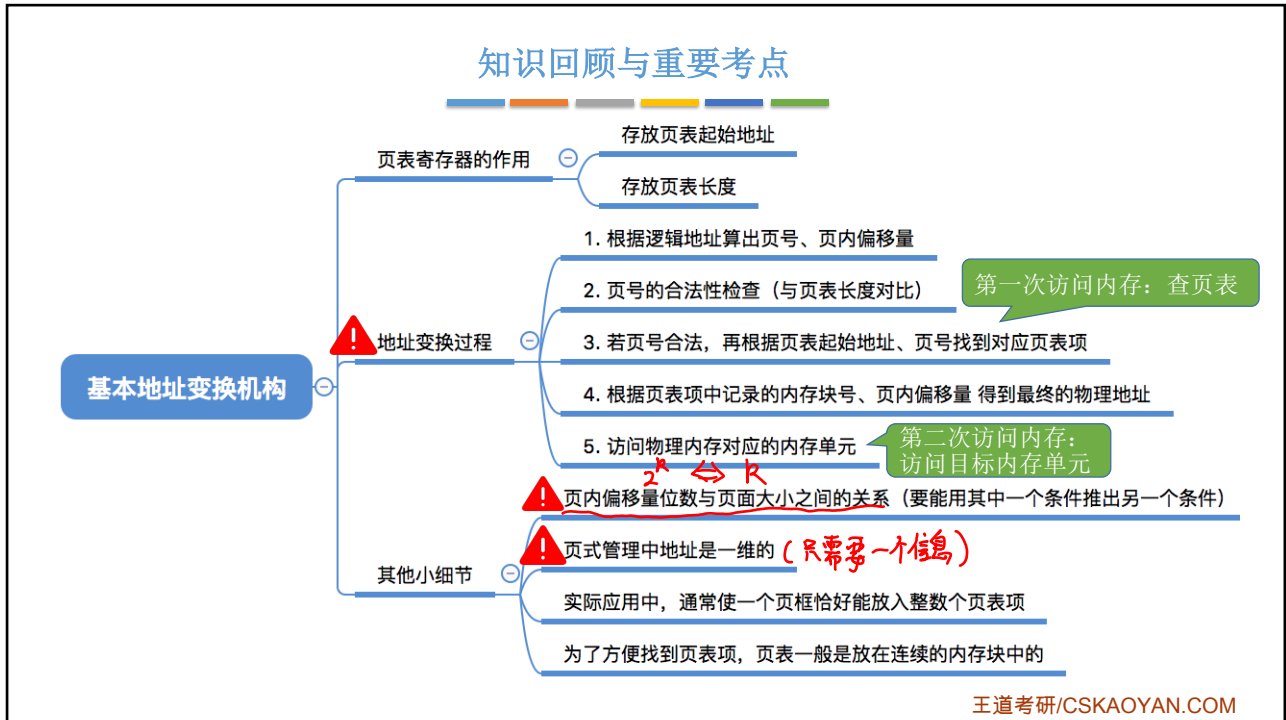 知识回顾与重要考点
存放页表起始地址
页表寄存器的作用
存放页表长度
1. 根据逻辑地址算出页号、页内偏移量
2. 页号的合法性检查（与页表长度对比）
第一次访问内存：查页表
地址变换过程
3. 若页号合法，再根据页表起始地址、页号找到对应页表项
基本地址变换机构
4. 根据页表项中记录的内存块号、页内偏移量 得到最终的物理地址
5. 访问物理内存对应的内存单元
第二次访问内存：
访问目标内存单元
2^k ⇔ k
页内偏移量位数与页面大小之间的关系（要能用其中一个条件推出另一个条件）
页式管理中地址是一维的 (只需要一个信息)
其他小细节
实际应用中，通常使一个页框恰好能放入整数个页表项
为了方便找到页表项，页表一般是放在连续的内存块中的
王道考研/CSKAOYAN.COM